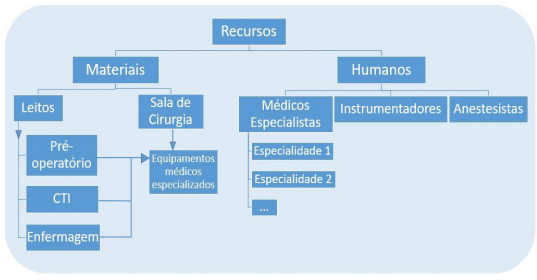 Recursos
Materiais
Humanos
Leitos
Sala de
Cirurgia
Médicos
Especialistas
Instrumentadores
Anestesistas
Pré-
operatório
Equipamentos
médicos
especializados
Especialidade 1
CTI
Especialidade 2
...
Enfermagem